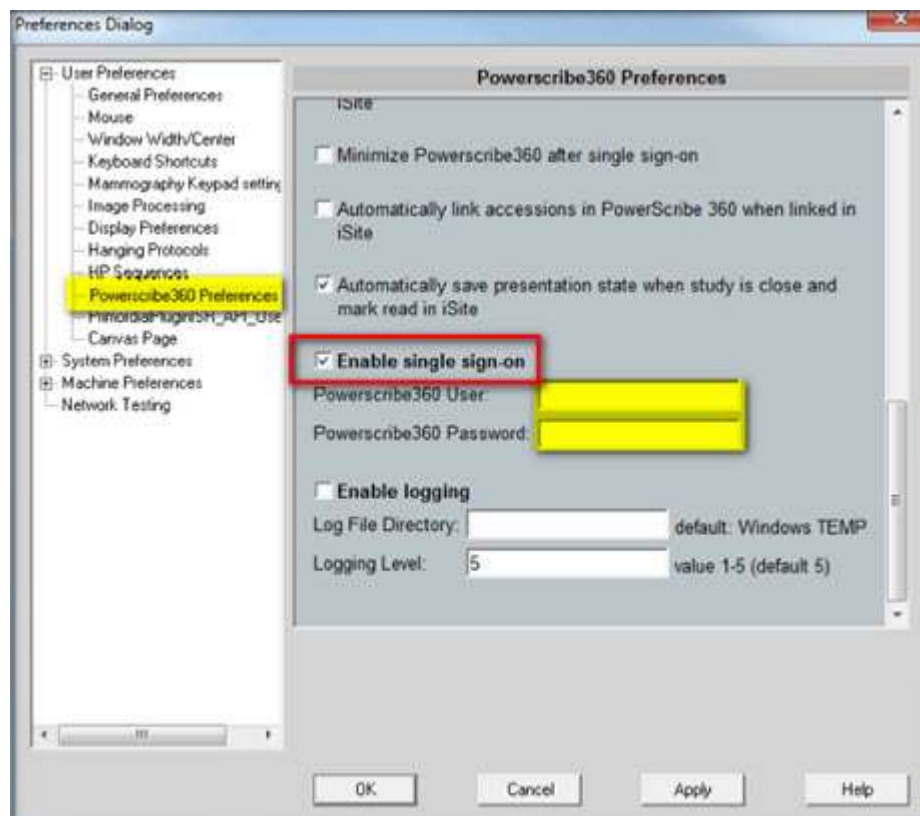 Preferences Dialog
User Preferences
General Preferences
Mouse
Window Width/Center
Keyboard Shortcuts
Mammography Keypad setting
Image Processing
Display Preferences
Hanging Protocols
HP Sequences
Powerscribe360 Preferences
PrimordialPluginISR_API_Use
Canvas Page
System Preferences
Machine Preferences
Network Testing
Powerscribe360 Preferences
iSite
Minimize Powerscribe360 after single sign-on
Automatically link accessions in PowerScribe 360 when linked in
iSite
Automatically save presentation state when study is close and
mark read in iSite
Enable single sign-on
Powerscribe360 User:
Powerscribe360 Password:
Enable logging
Log File Directory: default: Windows TEMP
Logging Level: 5 value 1-5 (default 5)
OK Cancel Apply Help